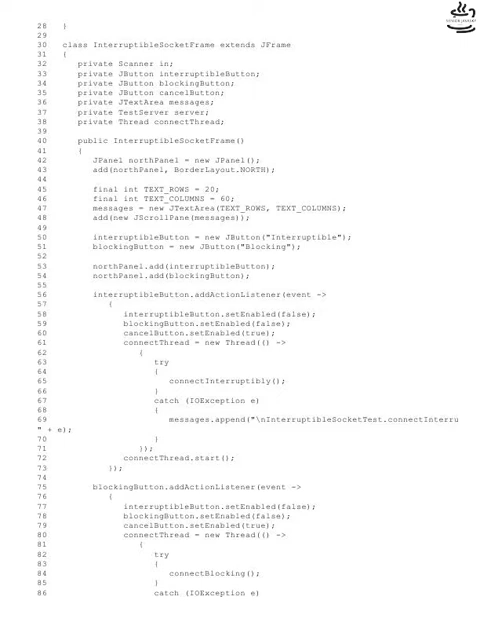 28 }
29
30 class InterruptibleSocketFrame extends JFrame
31 {
32 private Scanner in;
33 private JButton interruptibleButton;
34 private JButton blockingButton;
35 private JButton cancelButton;
36 private JTextArea messages;
37 private TestServer server;
38 private Thread connectThread;
39
40 public InterruptibleSocketFrame()
41 {
42 JPanel northPanel = new JPanel();
43 add(northPanel, BorderLayout.NORTH);
44
45 final int TEXT_ROWS = 20;
46 final int TEXT_COLUMNS = 60;
47 messages = new JTextArea(TEXT_ROWS, TEXT_COLUMNS);
48 add(new JScrollPane(messages));
49
50 interruptibleButton = new JButton("Interruptible");
51 blockingButton = new JButton("Blocking");
52
53 northPanel.add(interruptibleButton);
54 northPanel.add(blockingButton);
55
56 interruptibleButton.addActionListener(event ->
57 {
58 interruptibleButton.setEnabled(false);
59 blockingButton.setEnabled(false);
60 cancelButton.setEnabled(true);
61 connectThread = new Thread(() ->
62 {
63 try
64 {
65 connectInterruptibly();
66 }
67 catch (IOException e)
68 {
69 messages.append("\nInterruptibleSocketTest.connectInterru
" + e);
70 }
71 });
72 connectThread.start();
73 });
74
75 blockingButton.addActionListener(event ->
76 {
77 interruptibleButton.setEnabled(false);
78 blockingButton.setEnabled(false);
79 cancelButton.setEnabled(true);
80 connectThread = new Thread(() ->
81 {
82 try
83 {
84 connectBlocking();
85 }
86 catch (IOException e)